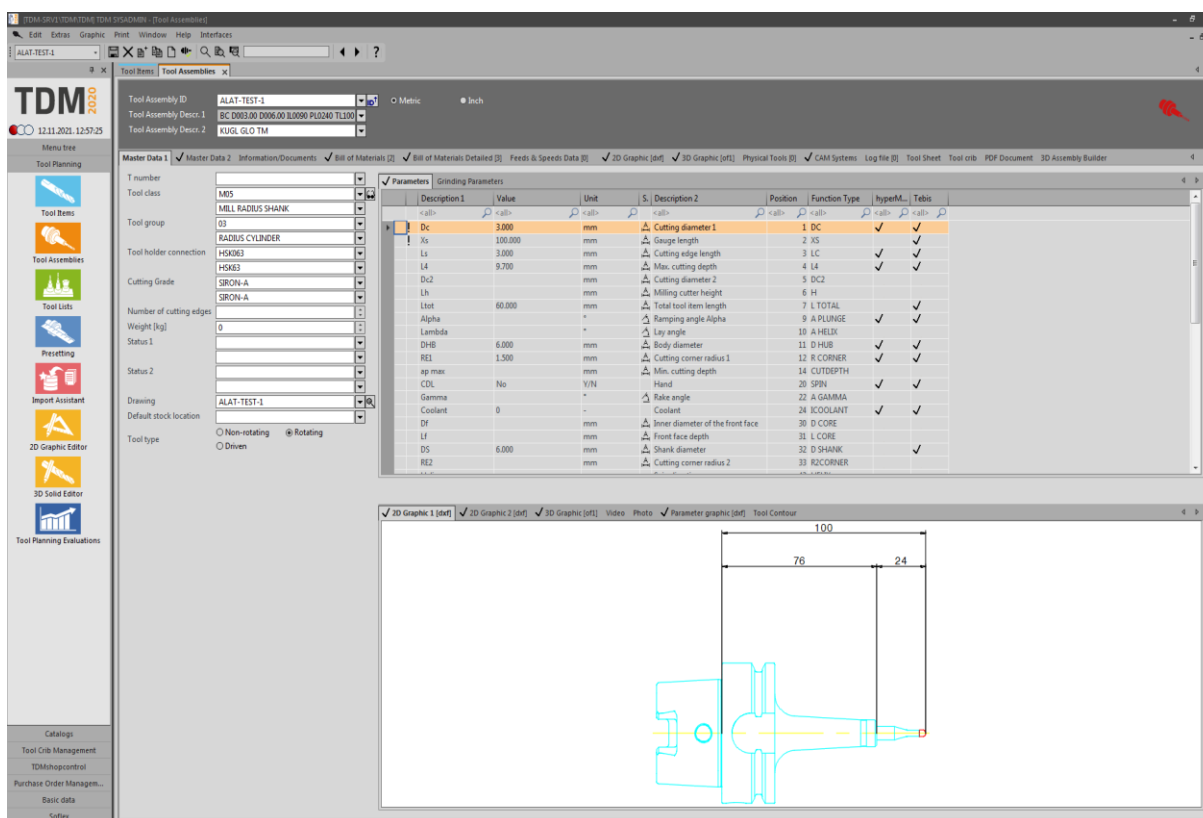 [TDM-SRV1\TDM\TDM] TDM SYSADMIN - [Tool Assemblies]
Edit Extras Graphic Print Window Help Interfaces
ALAT-TEST-1
Tool Items Tool Assemblies x
TDM 2020
12.11.2021. 12:57:25
Menu tree
Tool Planning
Tool Items
Tool Assemblies
Tool Lists
Presetting
Import Assistant
2D Graphic Editor
3D Solid Editor
Tool Planning Evaluations
Catalogs
Tool Crib Management
TDMshopcontrol
Purchase Order Managem...
Basic data
Softlex
Tool Assembly ID ALAT-TEST-1 Metric Inch
Tool Assembly Descr. 1 BC D003.00 D006.00 IL0090 PL0240 TL100
Tool Assembly Descr. 2 KUGL GLO TM
Master Data 1 Master Data 2 Information/Documents Bill of Materials [2] Bill of Materials Detailed [3] Feeds & Speeds Data [0] 2D Graphic [dxf] 3D Graphic [of1] Physical Tools [0] CAM Systems Log file [0] Tool Sheet Tool crib PDF Document 3D Assembly Builder
T number
Tool class M05
MILL RADIUS SHANK
Tool group 03
RADIUS CYLINDER
Tool holder connection HSK063
HSK63
Cutting Grade SIRON-A
SIRON-A
Number of cutting edges
Weight [kg] 0
Status 1
Status 2
Drawing ALAT-TEST-1
Default stock location
Tool type Non-rotating Rotating
Driven
Parameters Grinding Parameters
Description 1 Value Unit S. Description 2 Position Function Type hyperM... Tebis
<all> <all> <all> <all> <all> <all> <all> <all>
! Dc 3.000 mm Cutting diameter1 1 DC
! Xs 100.000 mm Gauge length 2 XS
Ls 3.000 mm Cutting edge length 3 LC
L4 9.700 mm Max. cutting depth 4 L4
Dc2 mm Cutting diameter 2 5 DC2
Lh mm Milling cutter height 6 H
Ltot 60.000 mm Total tool item length 7 L TOTAL
Alpha ° Ramping angle Alpha 9 A PLUNGE
Lambda ° Lay angle 10 A HELIX
DHB 6.000 mm Body diameter 11 D HUB
RE1 1.500 mm Cutting corner radius 1 12 R CORNER
ap max mm Min. cutting depth 14 CUTDEPTH
CDL No Y/N Hand 20 SPIN
Gamma ° Rake angle 22 A GAMMA
Coolant 0 - Coolant 24 ICOOLANT
Df mm Inner diameter of the front face 30 D CORE
Lf mm Front face depth 31 L CORE
DS 6.000 mm Shank diameter 32 D SHANK
RE2 mm Cutting corner radius 2 33 R2CORNER
2D Graphic 1 [dxf] 2D Graphic 2 [dxf] 3D Graphic [of1] Video Photo Parameter graphic [dxf] Tool Contour
100
76 24